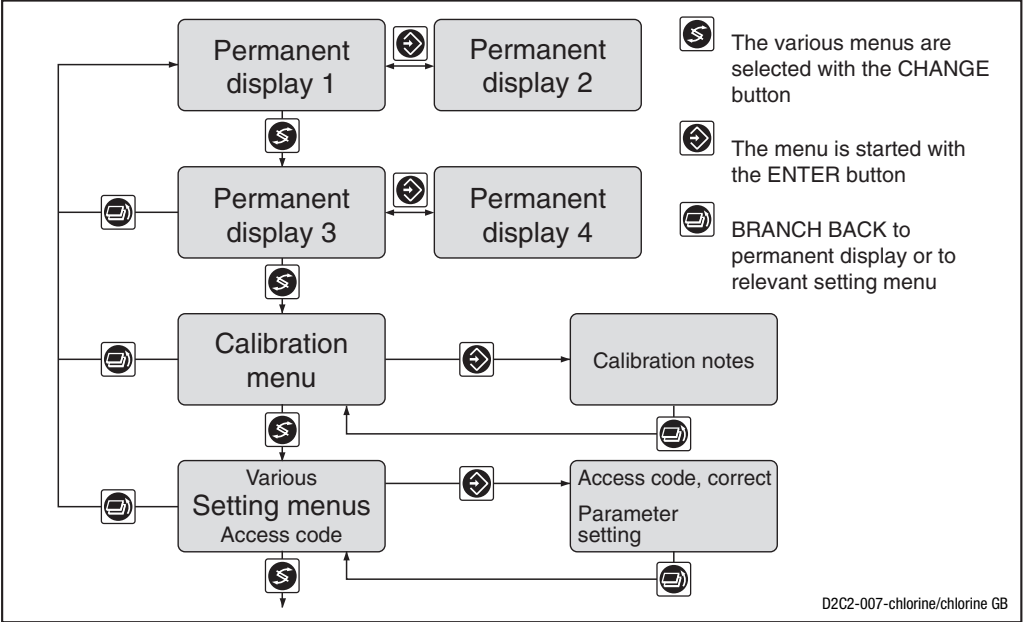 Permanent
display 1
Permanent
display 2
The various menus are
selected with the CHANGE
button
The menu is started with
the ENTER button
BRANCH BACK to
permanent display or to
relevant setting menu
Permanent
display 3
Permanent
display 4
Calibration
menu
Calibration notes
Various
Setting menus
Access code
Access code, correct
Parameter
setting
D2C2-007-chlorine/chlorine GB